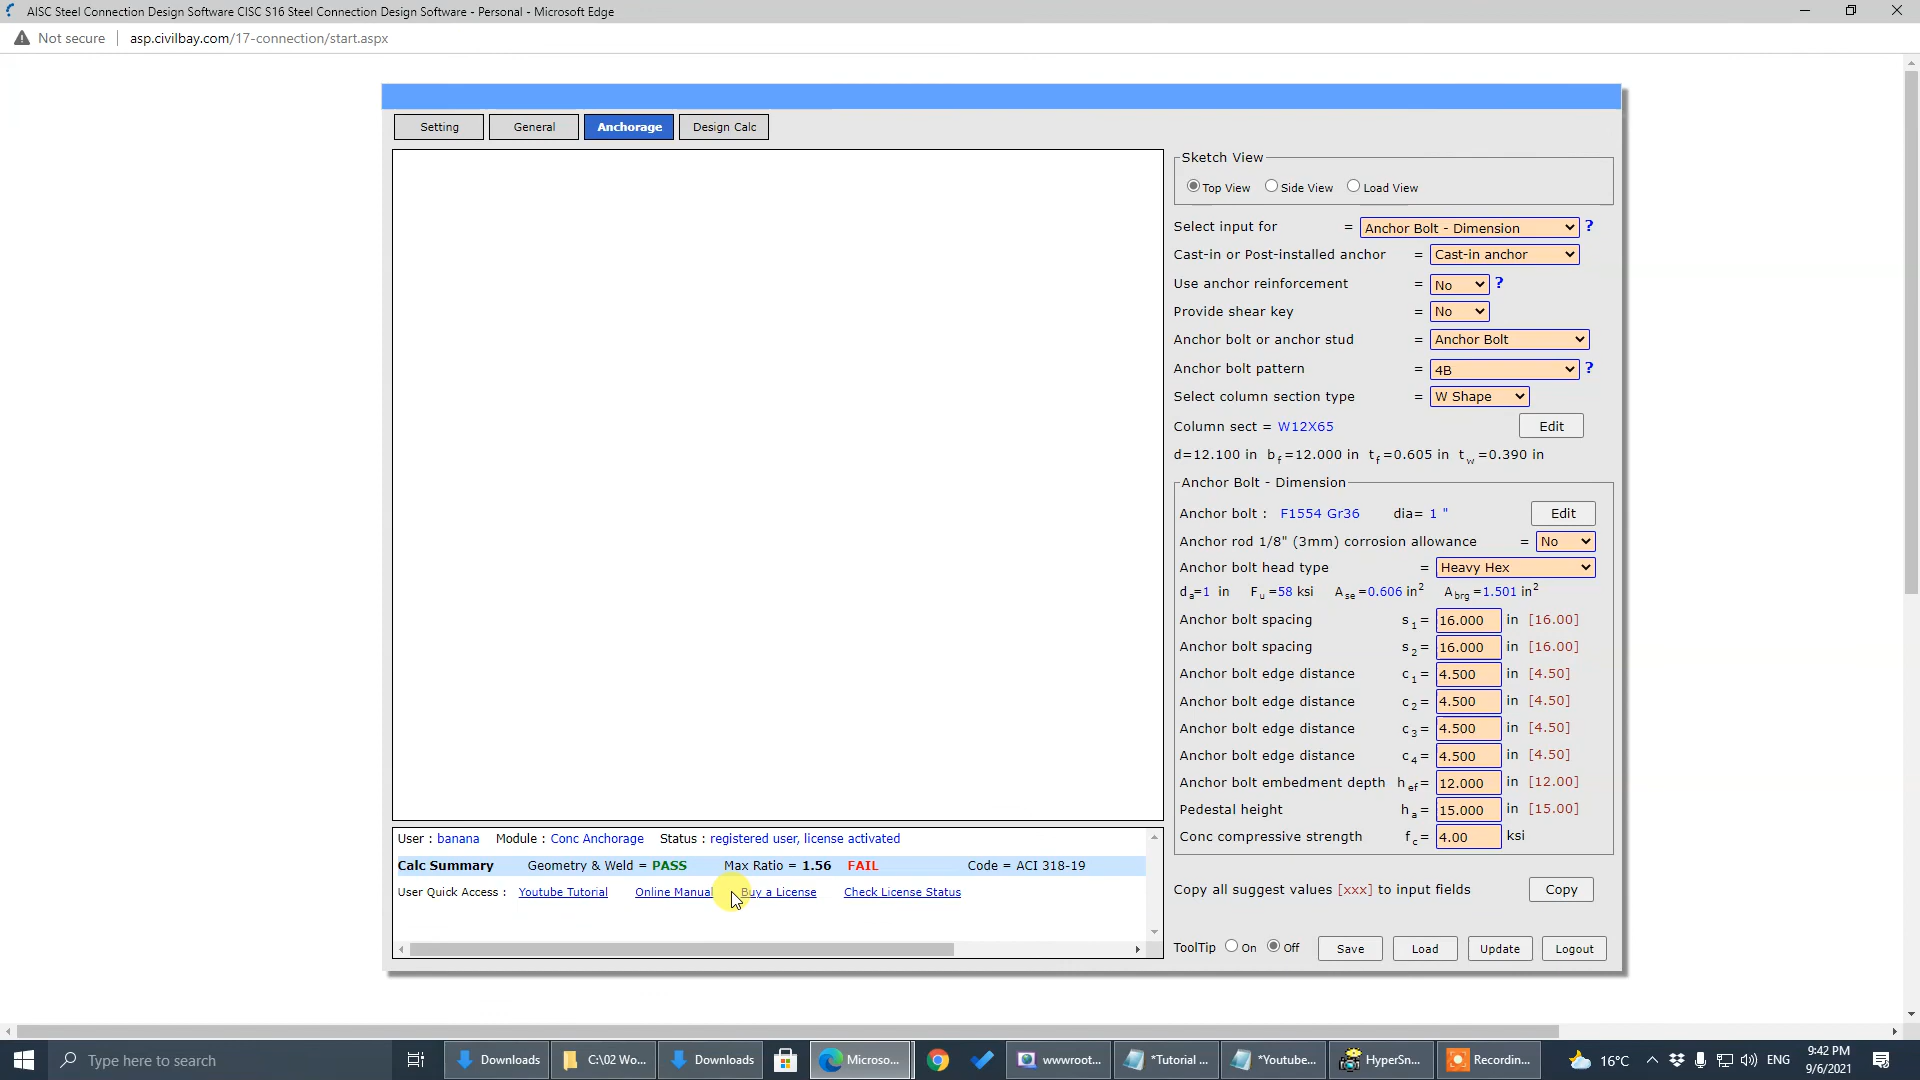 AISC Steel Connection Design Software CISC S16 Steel Connection Design Software - Personal - Microsoft Edge
Not secure asp.civilbay.com/17-connection/start.aspx
Setting General Anchorage Design Calc
Sketch View
Top View Side View Load View
Select input for = Anchor Bolt - Dimension ?
Cast-in or Post-installed anchor = Cast-in anchor
Use anchor reinforcement = No ?
Provide shear key = No
Anchor bolt or anchor stud = Anchor Bolt
Anchor bolt pattern = 4B ?
Select column section type = W Shape
Column sect = W12X65 Edit
d=12.100 in bf=12.000 in tf=0.605 in tw=0.390 in
Anchor Bolt - Dimension
Anchor bolt : F1554 Gr36 dia= 1 " Edit
Anchor rod 1/8" (3mm) corrosion allowance = No
Anchor bolt head type = Heavy Hex
da=1 in Fu=58 ksi Ase=0.606 in2 Abrg=1.501 in2
Anchor bolt spacing s1= 16.000 in [16.00]
Anchor bolt spacing s2= 16.000 in [16.00]
Anchor bolt edge distance c1= 4.500 in [4.50]
Anchor bolt edge distance c2= 4.500 in [4.50]
Anchor bolt edge distance c3= 4.500 in [4.50]
Anchor bolt edge distance c4= 4.500 in [4.50]
Anchor bolt embedment depth hef= 12.000 in [12.00]
Pedestal height ha= 15.000 in [15.00]
Conc compressive strength fc= 4.00 ksi
Copy all suggest values [xxx] to input fields Copy
ToolTip On Off Save Load Update Logout
User : banana Module : Conc Anchorage Status : registered user, license activated
Calc Summary Geometry & Weld = PASS Max Ratio = 1.56 FAIL Code = ACI 318-19
User Quick Access : Youtube Tutorial Online Manual Buy a License Check License Status
Type here to search Downloads C:\02 Wo... Downloads Microso... wwwroot... *Tutorial ... *Youtube... HyperSn... Recordin... 16°C ENG 9:42 PM
9/6/2021